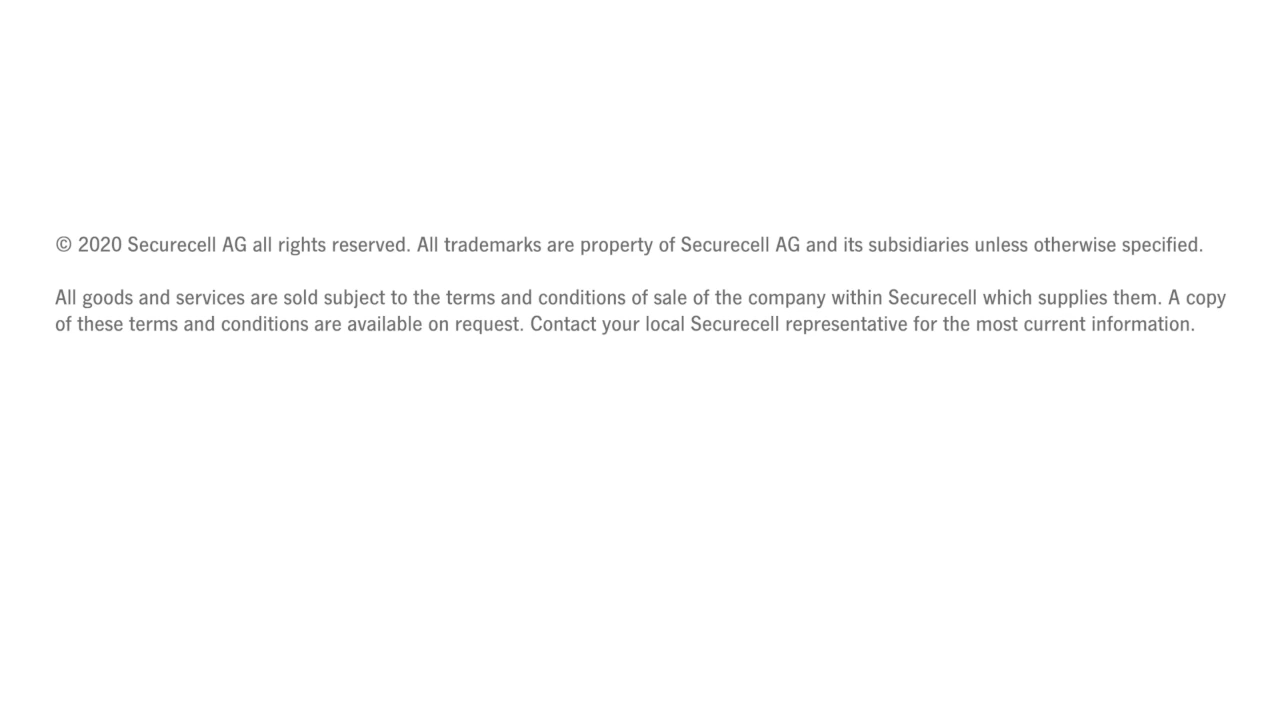 © 2020 Securecell AG all rights reserved. All trademarks are property of Securecell AG and its subsidiaries unless otherwise specified.
All goods and services are sold subject to the terms and conditions of sale of the company within Securecell which supplies them. A copy
of these terms and conditions are available on request. Contact your local Securecell representative for the most current information.